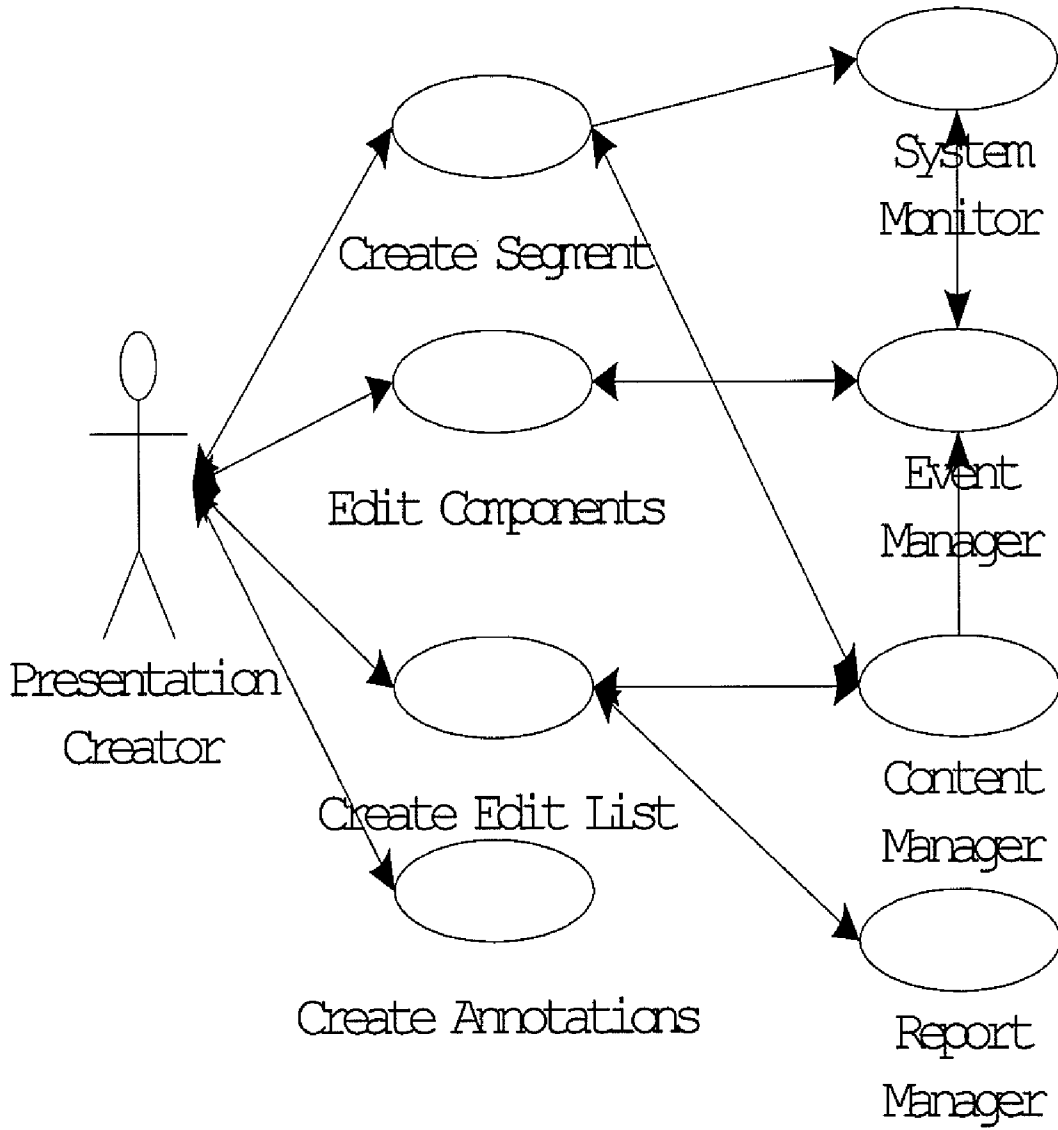 System
Monitor
Create Segment
Event
Manager
Edit Components
Presentation
Creator
Content
Manager
Create Edit List
Create Annotations
Report
Manager